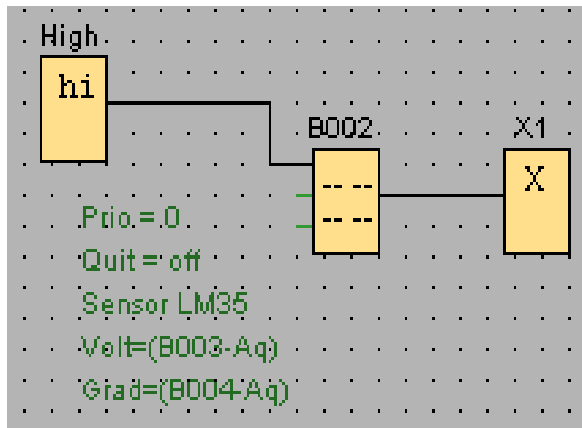 High
hi
B002
X1
X
Prio.= 0
Quit = off
Sensor LM35
Volt=(B003-Aq)
Grad=(B004-Aq)